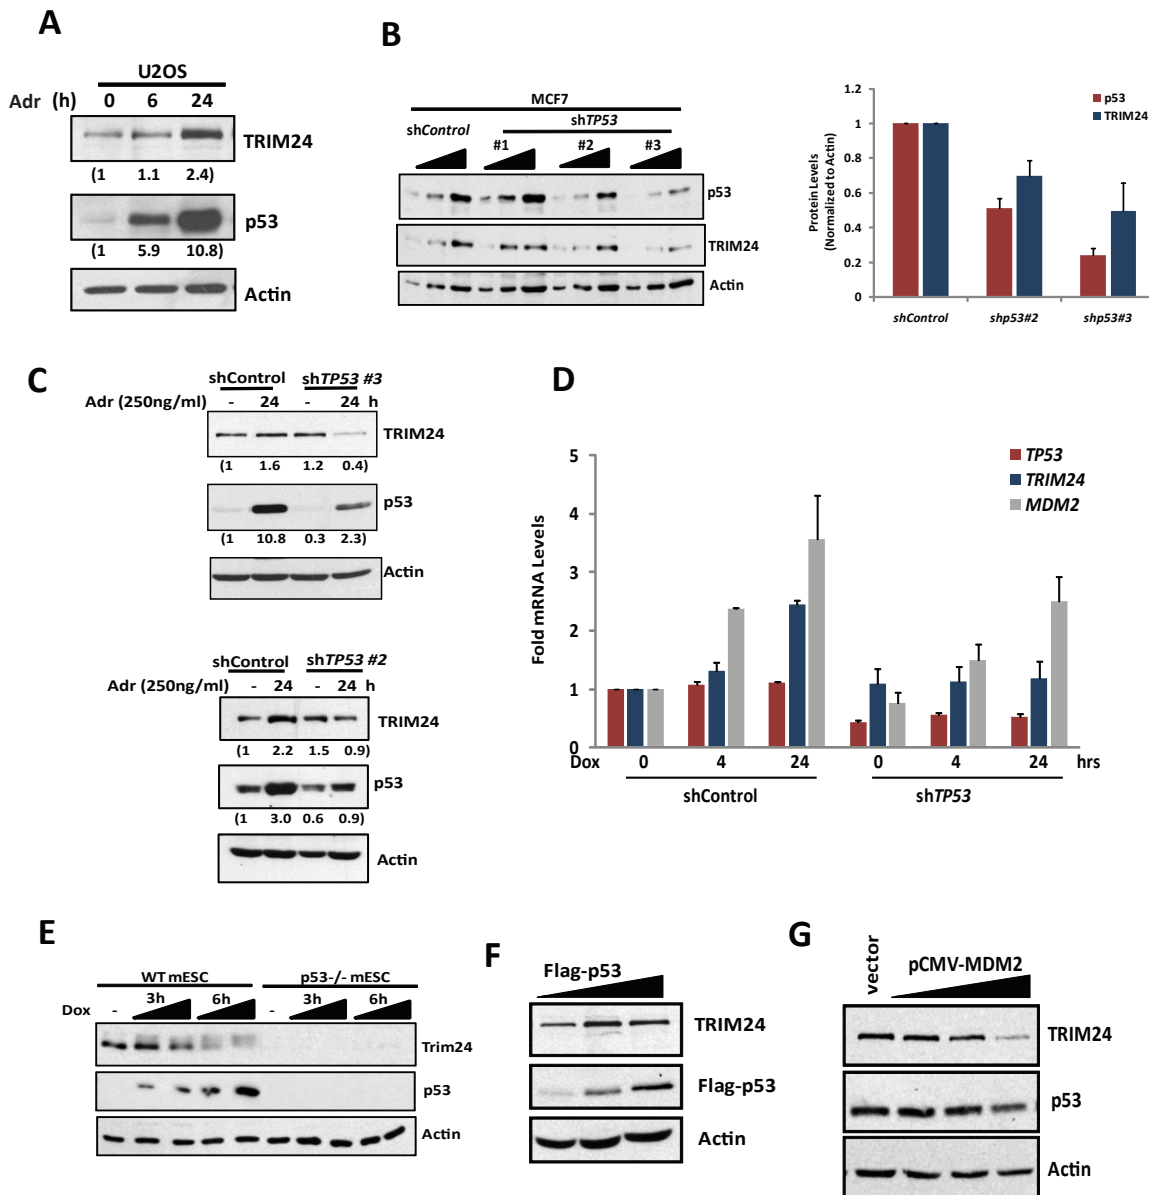 A
U2OS
Adr (h) 0 6 24
TRIM24
(1 1.1 2.4)
p53
(1 5.9 10.8)
Actin
B
MCF7
shControl shTP53
#1 #2 #3
p53
TRIM24
Actin
p53
TRIM24
Protein Levels
(Normalized to Actin)
1.2
1
0.8
0.6
0.4
0.2
0
shControl shp53#2 shp53#3
C
shControl shTP53 #3
Adr (250ng/ml) - 24 - 24 h
TRIM24
(1 1.6 1.2 0.4)
p53
(1 10.8 0.3 2.3)
Actin
shControl shTP53 #2
Adr (250ng/ml) - 24 - 24 h
TRIM24
(1 2.2 1.5 0.9)
p53
(1 3.0 0.6 0.9)
Actin
D
TP53
TRIM24
MDM2
Fold mRNA Levels
5
4
3
2
1
0
Dox 0 4 24 0 4 24 hrs
shControl shTP53
E
WT mESC p53-/- mESC
Dox - 3h 6h - 3h 6h
Trim24
p53
Actin
F
Flag-p53
TRIM24
Flag-p53
Actin
G
vector pCMV-MDM2
TRIM24
p53
Actin